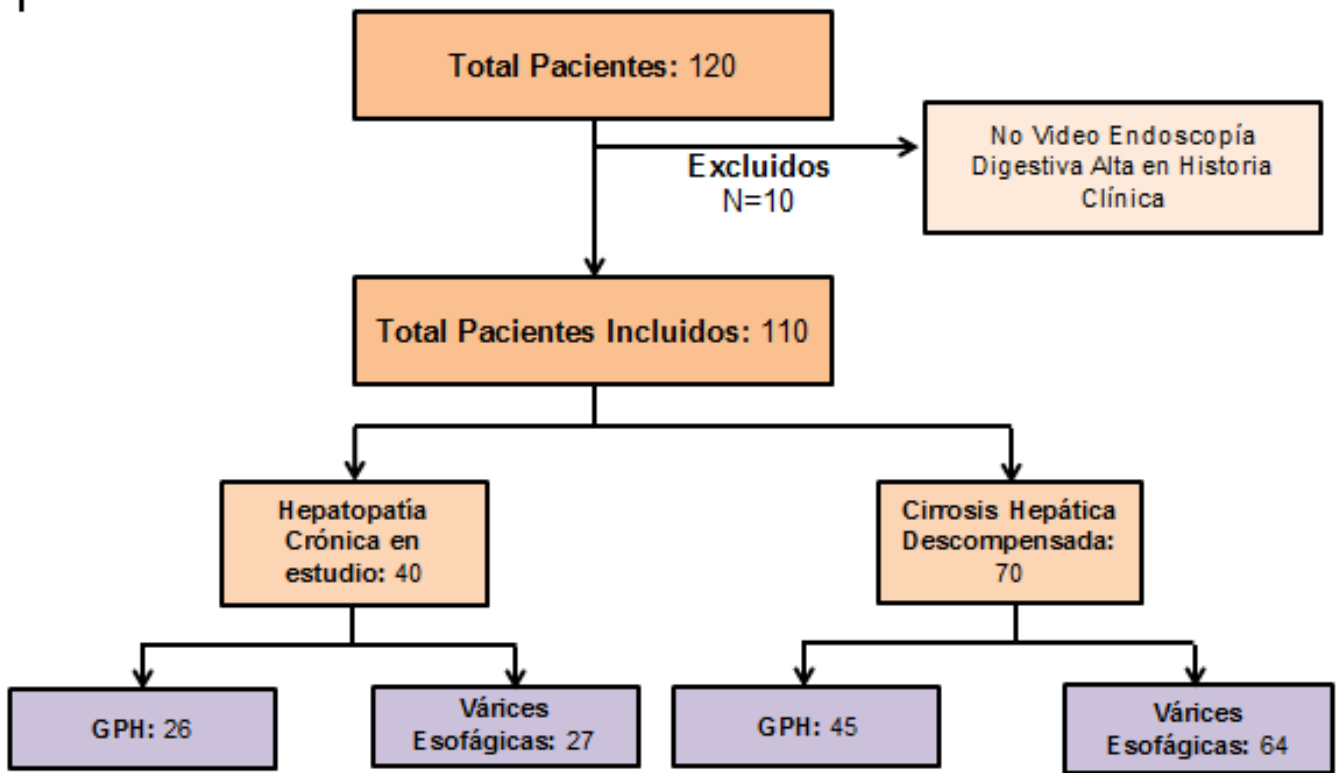 Total Pacientes: 120
No Video Endoscopía
Digestiva Alta en Historia
Clínica
Excluidos
N=10
Total Pacientes Incluidos: 110
Hepatopatía
Crónica en
estudio: 40
Cirrosis Hepática
Descompensada:
70
GPH: 26
Várices
Esofágicas: 27
GPH: 45
Várices
Esofágicas: 64